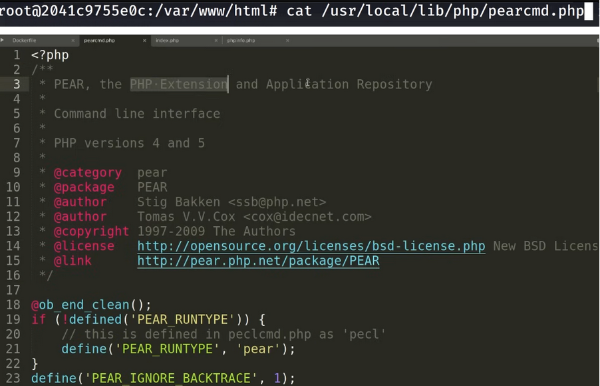 root@2041c9755e0c:/var/www/html# cat /usr/local/lib/php/pearcmd.php
Dockerfile pearcmd.php index.php phpinfo.php
1 <?php
2 /**
3 * PEAR, the PHP·Extension and Application Repository
4 *
5 * Command line interface
6 *
7 * PHP versions 4 and 5
8 *
9 * @category pear
10 * @package PEAR
11 * @author Stig Bakken <ssb@php.net>
12 * @author Tomas V.V.Cox <cox@idecnet.com>
13 * @copyright 1997-2009 The Authors
14 * @license http://opensource.org/licenses/bsd-license.php New BSD Licens
15 * @link http://pear.php.net/package/PEAR
16 */
17
18 @ob_end_clean();
19 if (!defined('PEAR_RUNTYPE')) {
20 // this is defined in peclcmd.php as 'pecl'
21 define('PEAR_RUNTYPE', 'pear');
22 }
23 define('PEAR_IGNORE_BACKTRACE', 1);